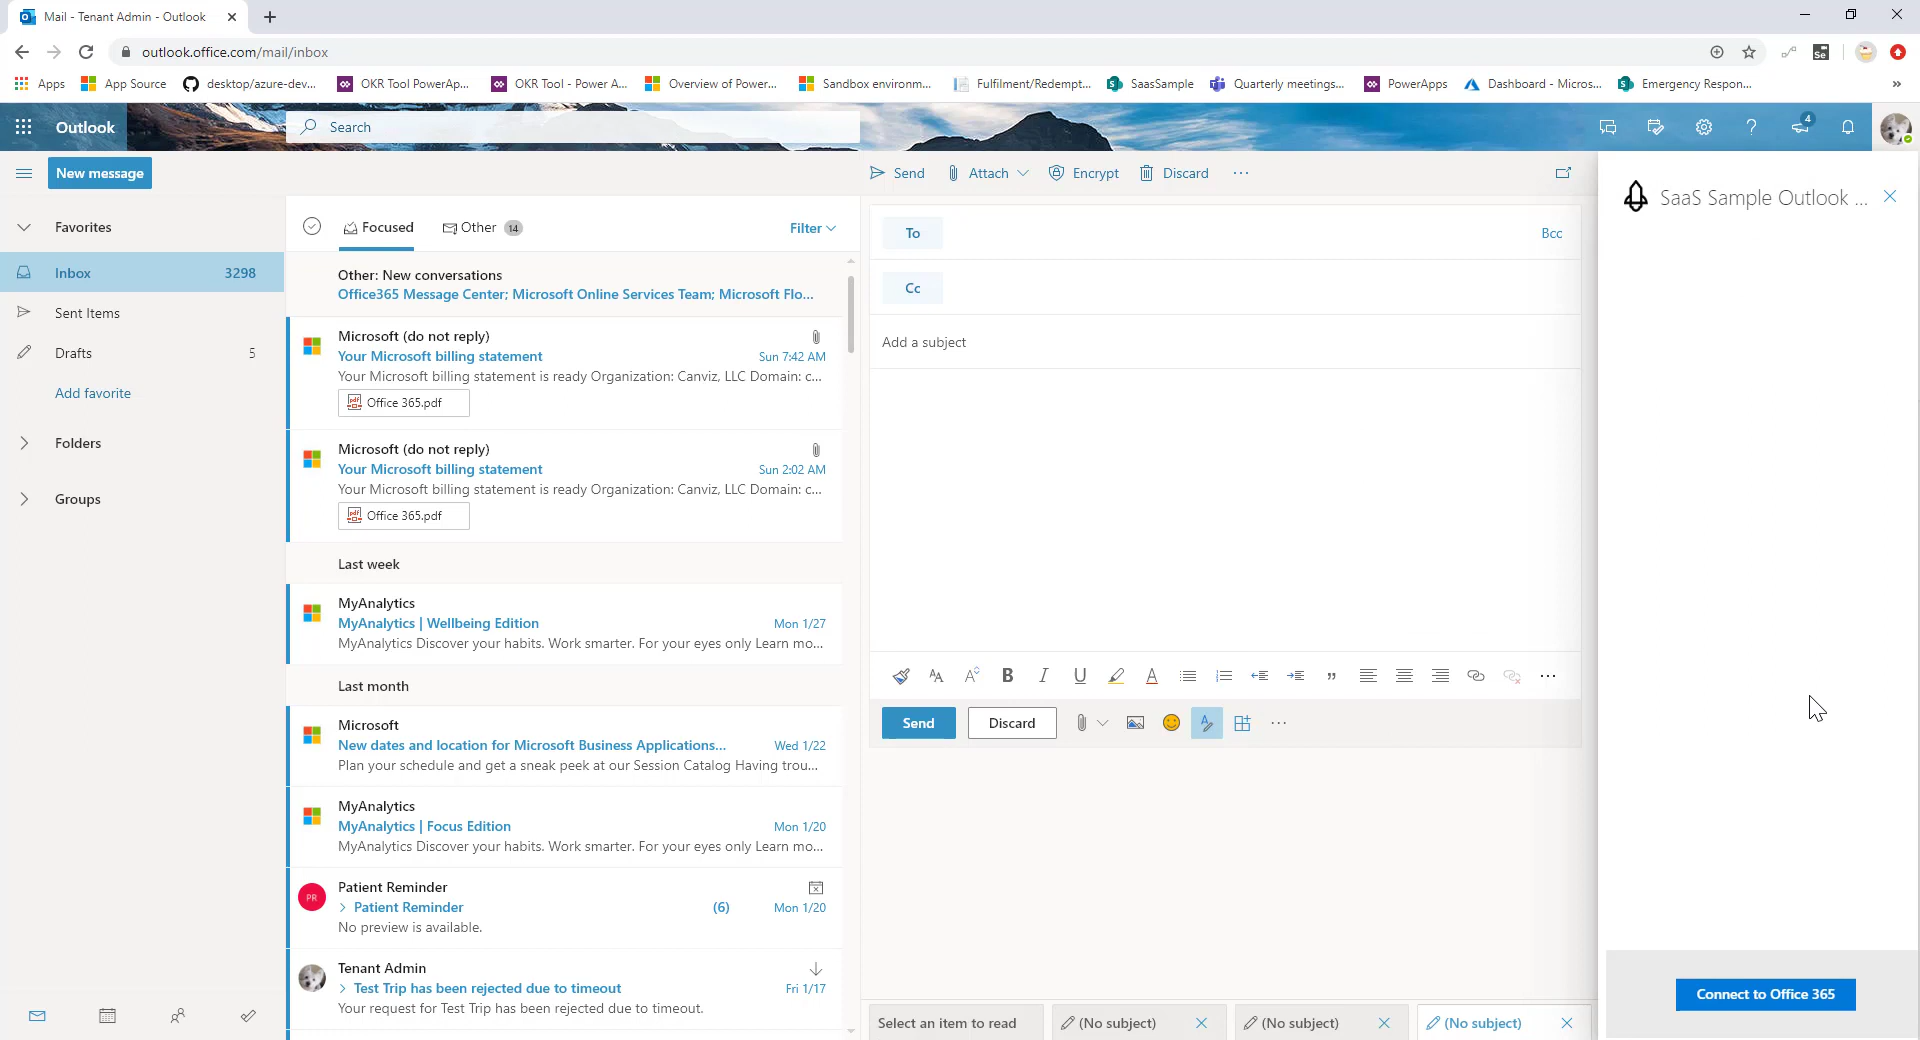 Mail - Tenant Admin - Outlook
outlook.office.com/mail/inbox
Se
Apps
App Source
desktop/azure-dev...
OKR Tool PowerAp...
OKR Tool - Power A...
Overview of Power...
Sandbox environm...
Fulfilment/Redempt...
SaasSample
Quarterly meetings...
PowerApps
Dashboard - Micros...
Emergency Respon...
»
Outlook
Search
4
New message
Send
Attach
Encrypt
Discard
...
SaaS Sample Outlook ...
Favorites
Inbox 3298
Sent Items
Drafts 5
Add favorite
Folders
Groups
Focused
Other 14
Filter
Other: New conversations
Office365 Message Center; Microsoft Online Services Team; Microsoft Flo...
Microsoft (do not reply)
Your Microsoft billing statement Sun 7:42 AM
Your Microsoft billing statement is ready Organization: Canviz, LLC Domain: c...
Office 365.pdf
Microsoft (do not reply)
Your Microsoft billing statement Sun 2:02 AM
Your Microsoft billing statement is ready Organization: Canviz, LLC Domain: c...
Office 365.pdf
Last week
MyAnalytics
MyAnalytics | Wellbeing Edition Mon 1/27
MyAnalytics Discover your habits. Work smarter. For your eyes only Learn mo...
Last month
Microsoft
New dates and location for Microsoft Business Applications... Wed 1/22
Plan your schedule and get a sneak peek at our Session Catalog Having trou...
MyAnalytics
MyAnalytics | Focus Edition Mon 1/20
MyAnalytics Discover your habits. Work smarter. For your eyes only Learn mo...
PR
Patient Reminder
Patient Reminder (6) Mon 1/20
No preview is available.
Tenant Admin
Test Trip has been rejected due to timeout Fri 1/17
Your request for Test Trip has been rejected due to timeout.
To
Bcc
Cc
Add a subject
Send
Discard
Select an item to read
(No subject)
(No subject)
(No subject)
Connect to Office 365